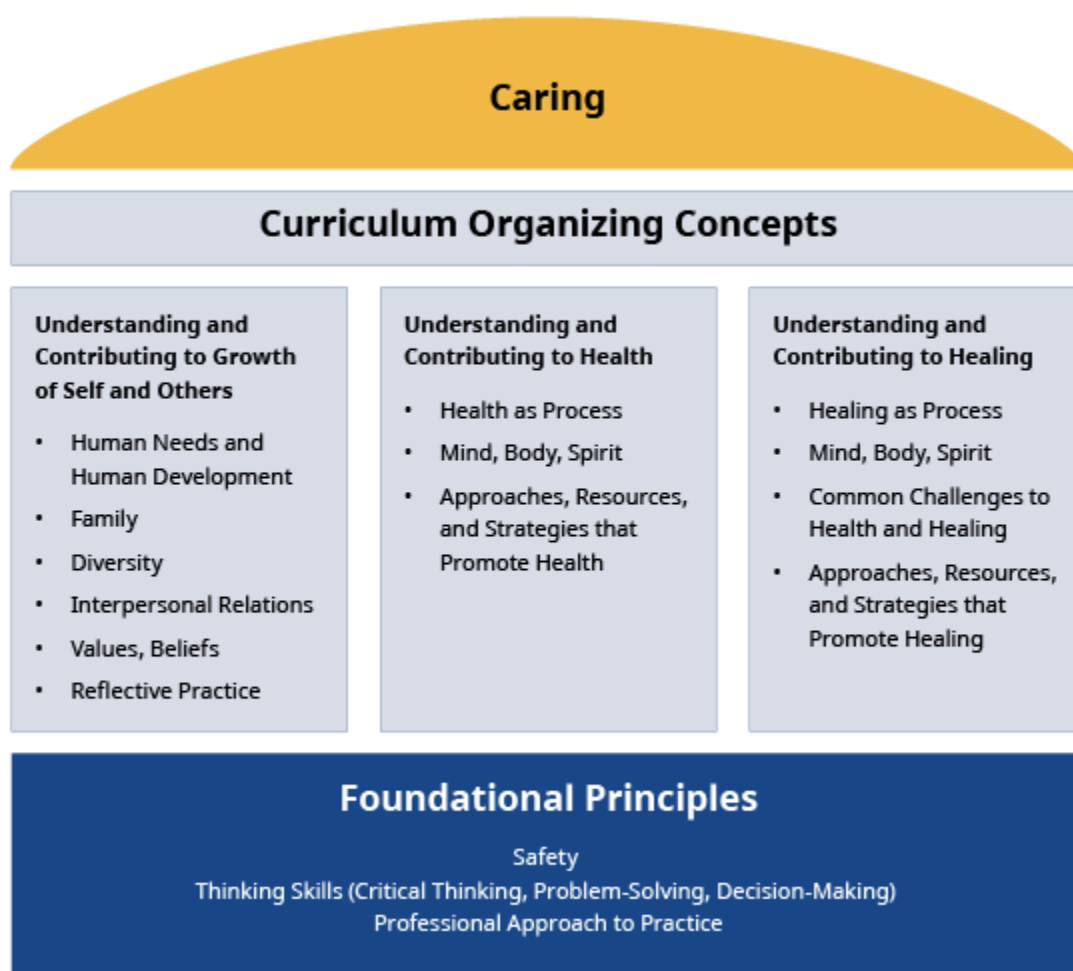 Caring
Curriculum Organizing Concepts
Understanding and
Contributing to Growth
of Self and Others
• Human Needs and
Human Development
• Family
• Diversity
• Interpersonal Relations
• Values, Beliefs
• Reflective Practice
Understanding and
Contributing to Health
• Health as Process
• Mind, Body, Spirit
• Approaches, Resources,
and Strategies that
Promote Health
Understanding and
Contributing to Healing
• Healing as Process
• Mind, Body, Spirit
• Common Challenges to
Health and Healing
• Approaches, Resources,
and Strategies that
Promote Healing
Foundational Principles
Safety
Thinking Skills (Critical Thinking, Problem-Solving, Decision-Making)
Professional Approach to Practice